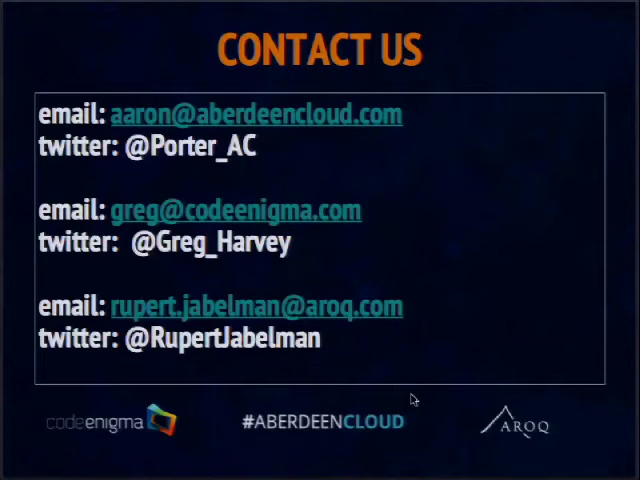 CONTACT US
email: aaron@aberdeencloud.com
twitter: @Porter_AC
email: greg@codeenigma.com
twitter: @Greg_Harvey
email: rupert.jabelman@aroq.com
twitter: @RupertJabelman
codeenigma #ABERDEENCLOUD AROQ